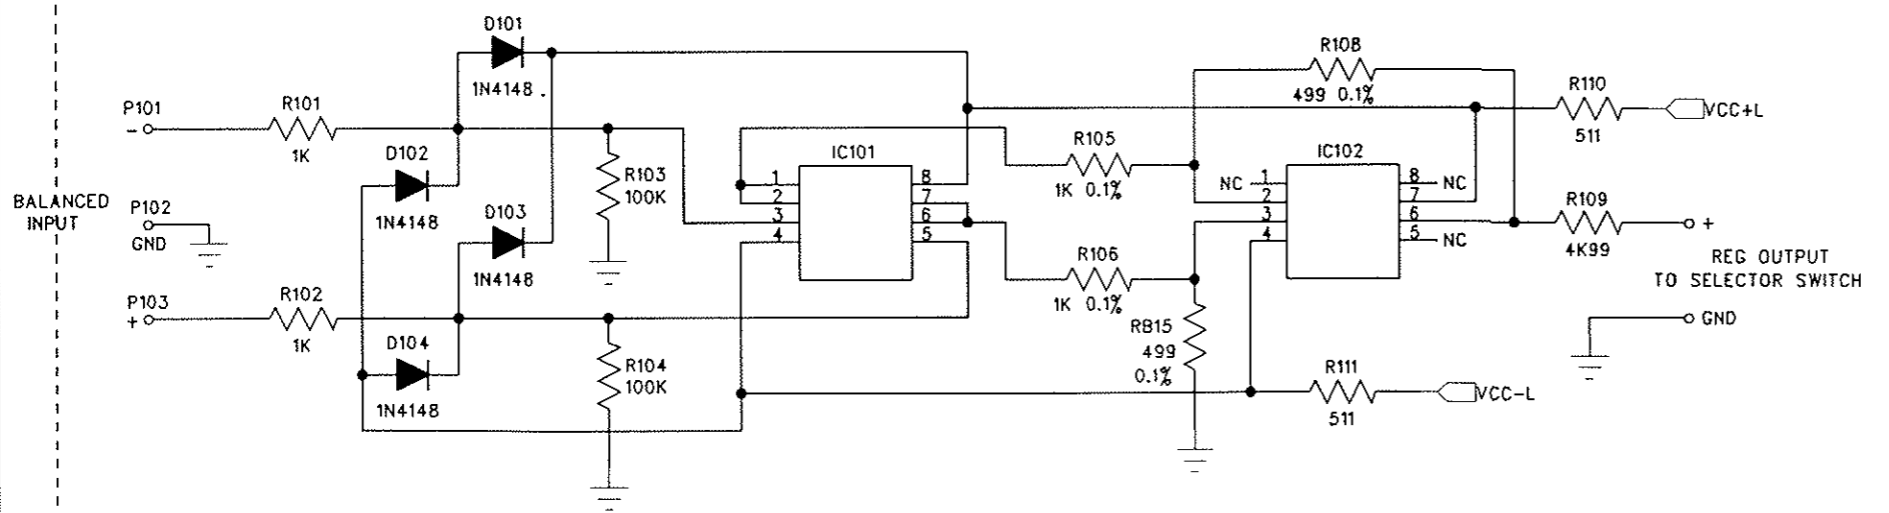 D101
1N4148
P101
-
R101
1K
D102
1N4148
R103
100K
D103
1N4148
BALANCED
INPUT
P102
GND
P103
+
R102
1K
D104
1N4148
R104
100K
IC101
1
2
3
4
8
7
6
5
R105
1K 0.1%
R106
1K 0.1%
RB15
499
0.1%
R108
499 0.1%
IC102
NC
1
2
3
4
8
7
6
5
NC
NC
R110
511
VCC+L
R109
4K99
+
REG OUTPUT
TO SELECTOR SWITCH
GND
R111
511
VCC-L